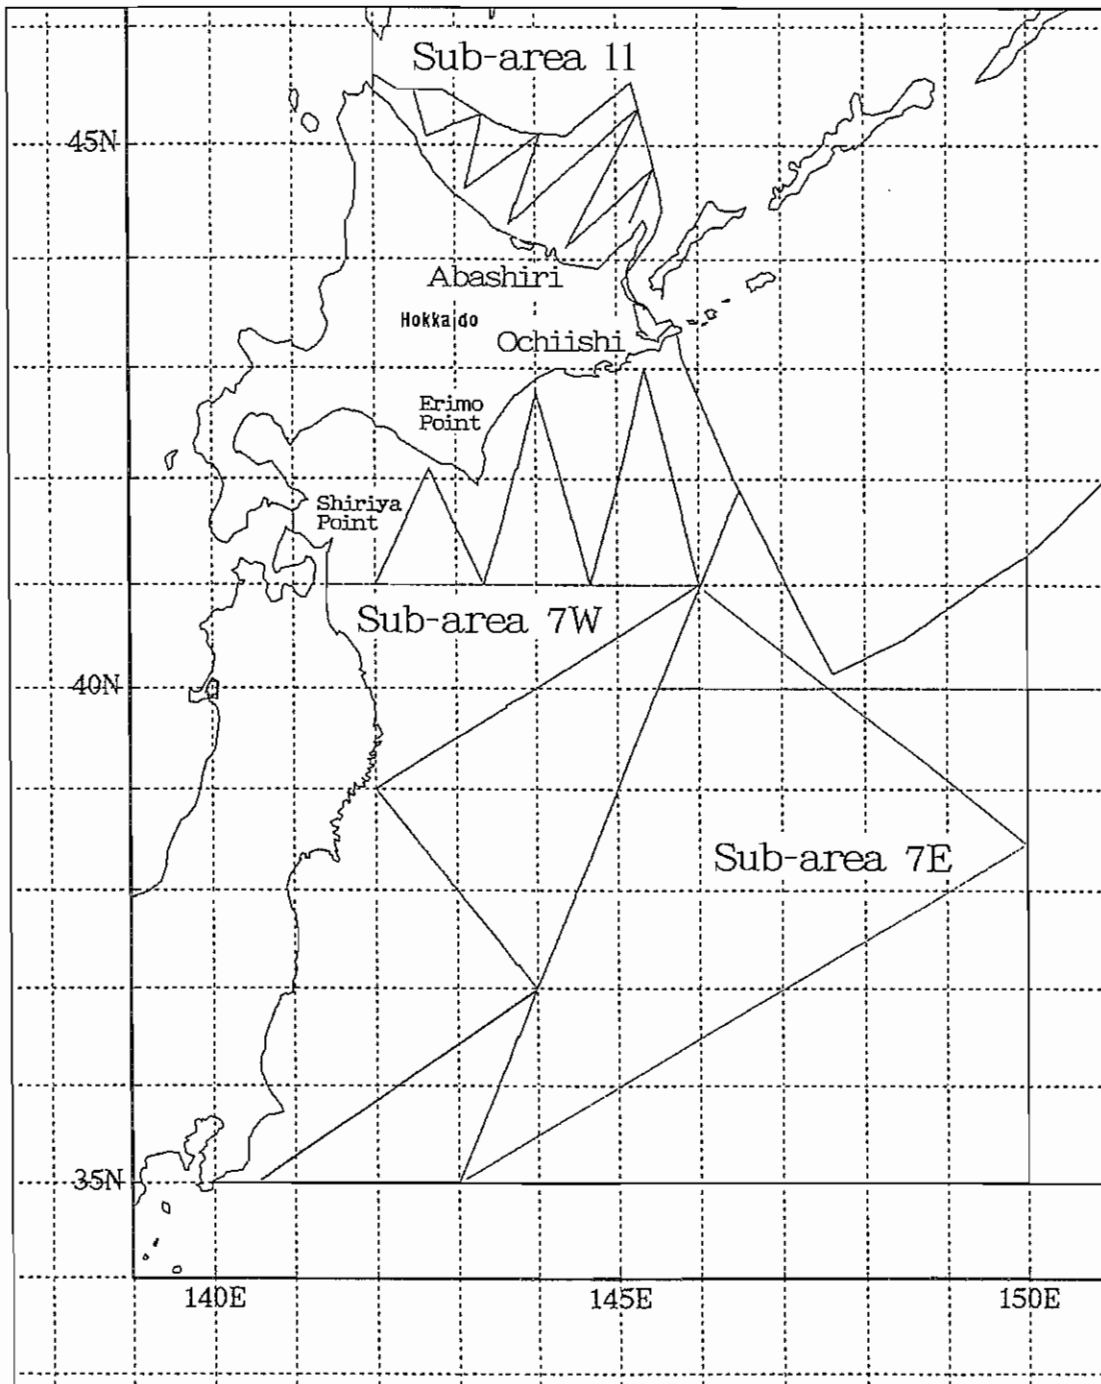 Sub-area 11
45N
Abashiri
Hokkaido
Ochiishi
Erimo
Point
Shiriya
Point
Sub-area 7W
40N
Sub-area 7E
35N
140E
145E
150E